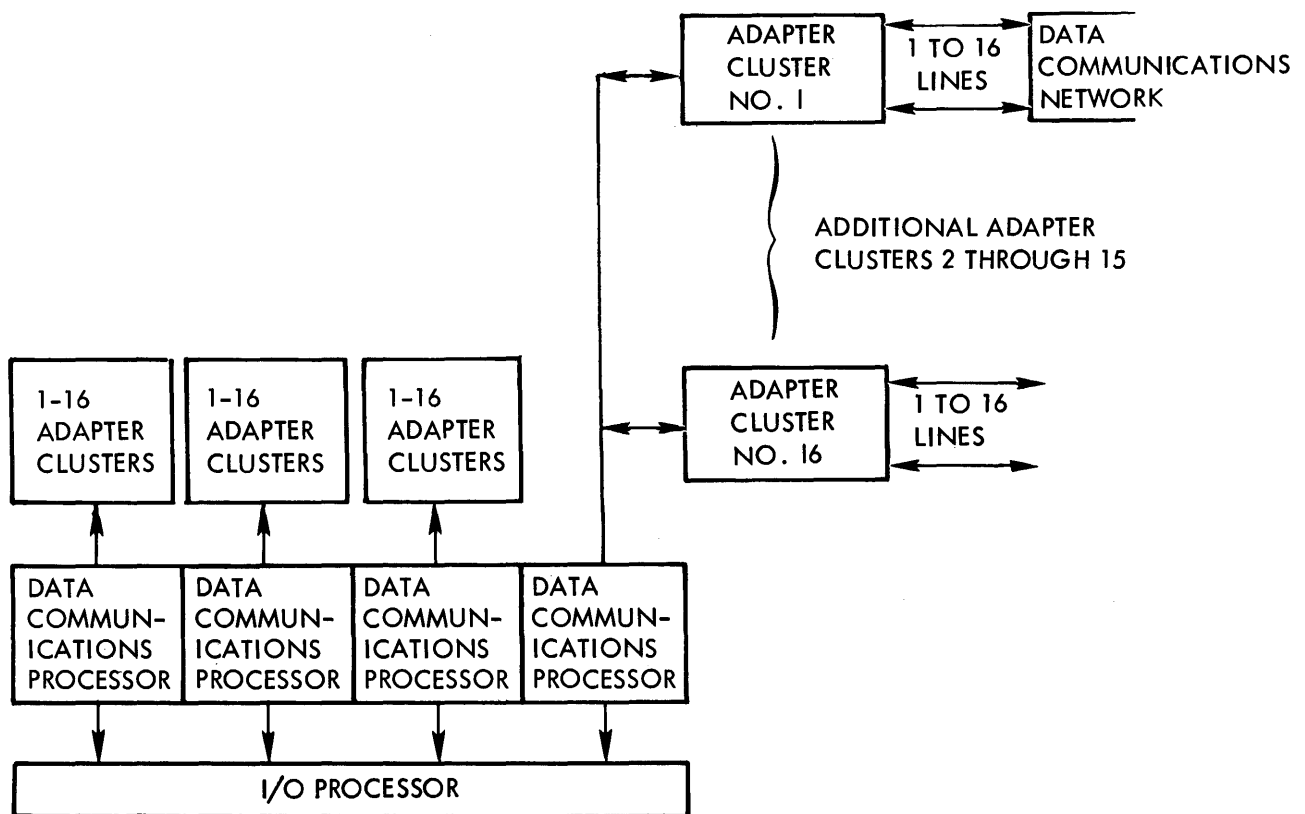 ADAPTER
CLUSTER
NO. 1
1 TO 16
LINES
DATA
COMMUNICATIONS
NETWORK
ADDITIONAL ADAPTER
CLUSTERS 2 THROUGH 15
ADAPTER
CLUSTER
NO. 16
1 TO 16
LINES
1-16
ADAPTER
CLUSTERS
1-16
ADAPTER
CLUSTERS
1-16
ADAPTER
CLUSTERS
DATA
COMMUN-
ICATIONS
PROCESSOR
DATA
COMMUN-
ICATIONS
PROCESSOR
DATA
COMMUN-
ICATIONS
PROCESSOR
DATA
COMMUN-
ICATIONS
PROCESSOR
I/O PROCESSOR